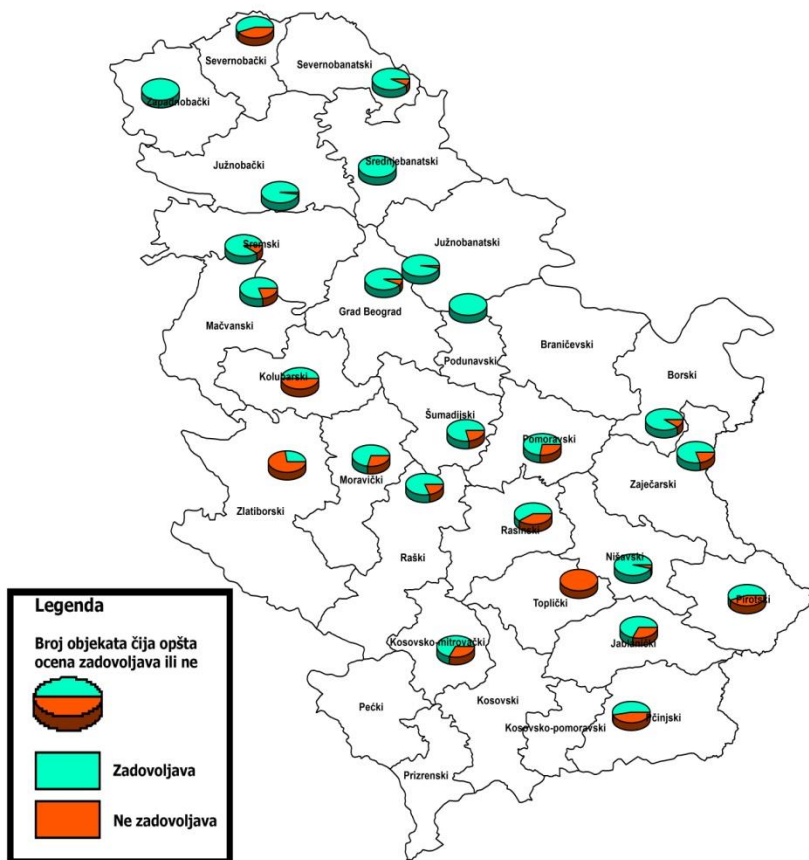 Severnobački
Severnobanatski
Zapadnobački
Južnobački
Srednjebanatski
Sremski
Južnobanatski
Mačvanski
Grad Beograd
Podunavski
Braničevski
Borski
Kolubarski
Šumadijski
Pomoravski
Moravički
Zaječarski
Zlatiborski
Raški
Rasinski
Nišavski
Toplički
Pirotski
Jablanički
Kosovsko-mitrovački
Pećki
Kosovski
Kosovsko-pomoravski
Pčinjski
Prizrenski
Legenda
Broj objekata čija opšta
ocena zadovoljava ili ne
Zadovoljava
Ne zadovoljava